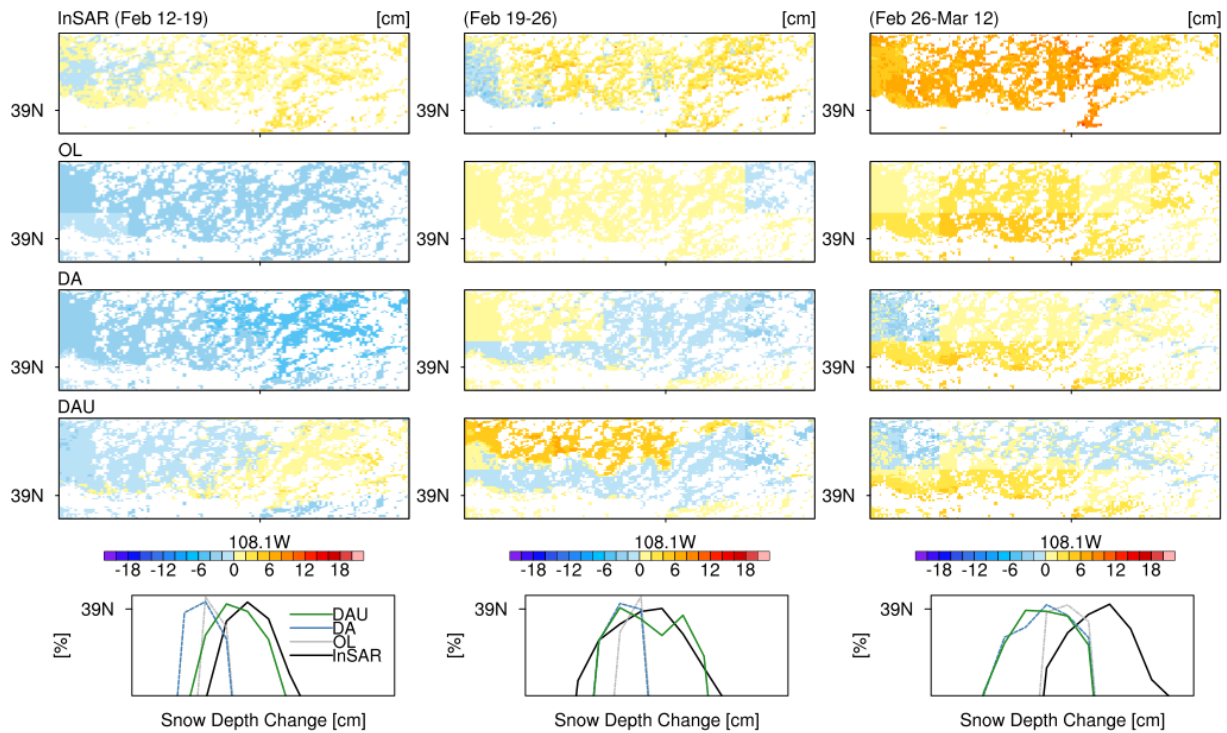 InSAR (Feb 12-19) [cm] (Feb 19-26) [cm] (Feb 26-Mar 12) [cm]
39N 39N 39N
OL
39N 39N 39N
DA
39N 39N 39N
DAU
39N 39N 39N
108.1W 108.1W 108.1W
-18 -12 -6 0 6 12 18 -18 -12 -6 0 6 12 18 -18 -12 -6 0 6 12 18
39N 39N 39N
DAU
DA
OL
InSAR
[%] [%] [%]
Snow Depth Change [cm] Snow Depth Change [cm] Snow Depth Change [cm]